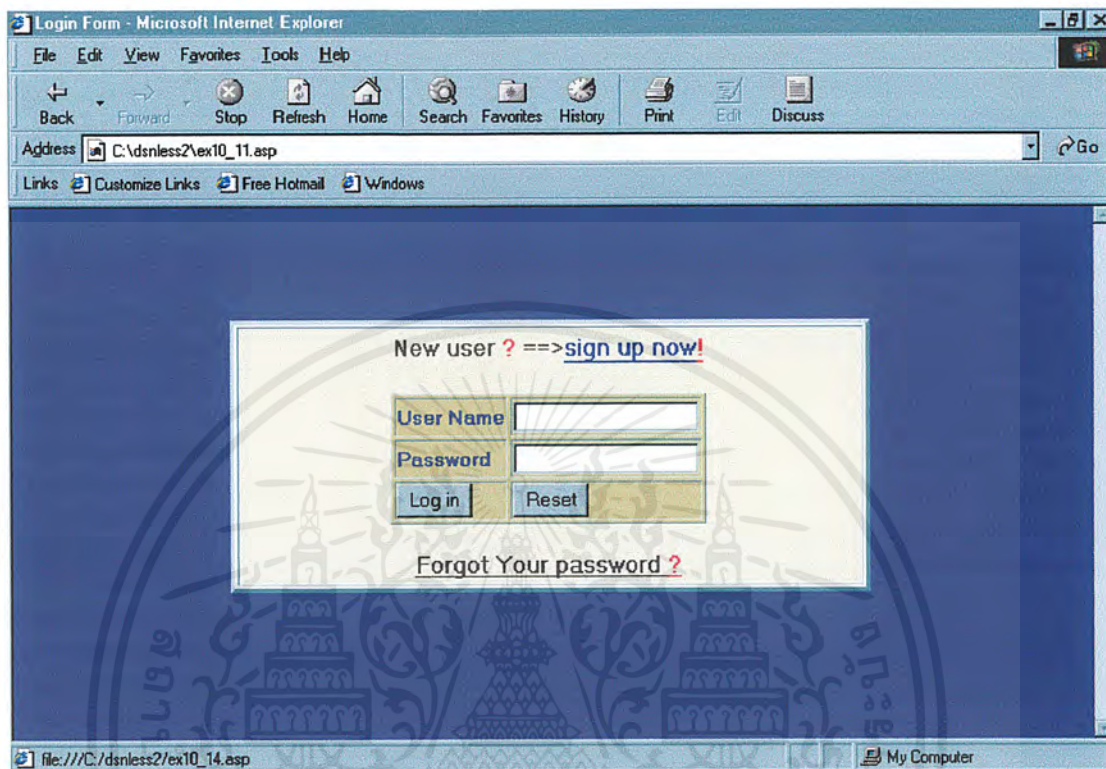 Login Form - Microsoft Internet Explorer
File Edit View Favorites Tools Help
Back Forward Stop Refresh Home Search Favorites History Print Edit Discuss
Address C:\dsnless2\ex10_11.asp Go
Links Customize Links Free Hotmail Windows
New user ? ==>sign up now!
User Name
Password
Log in Reset
Forgot Your password ?
file:///C:/dsnless2/ex10_14.asp My Computer